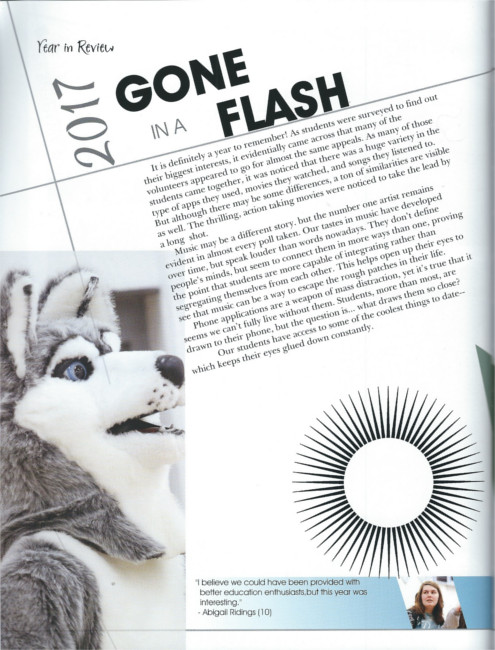 Year in Review
2017
GONE
IN A FLASH
It is definitely a year to remember! As students were surveyed to find out
their biggest interests, it evidentially came across that many of the
volunteers appeared to go for almost the same appeals. As many of those
students came together, it was noticed that there was a huge variety in the
type of apps they used, movies they watched, and songs they listened to.
But although there may be some differences, a ton of similarities are visible
as well. The thrilling, action taking movies were noticed to take the lead by
a long shot.
Music may be a different story, but the number one artist remains
evident in almost every poll taken. Our tastes in music have developed
over time, but speak louder than words nowadays. They don't define
people's minds, but seem to connect them in more ways than one, proving
the point that students are more capable of integrating rather than
segregating themselves from each other. This helps open up their eyes to
see that music can be a way to escape the rough patches in their life.
Phone applications are a weapon of mass distraction, yet it's true that it
seems we can't fully live without them. Students, more than most, are
drawn to their phone, but the question is... what draws them so close?
Our students have access to some of the coolest things to date--
which keeps their eyes glued down constantly.
"I believe we could have been provided with
better education enthusiasts,but this year was
interesting."
- Abigail Ridings (10)